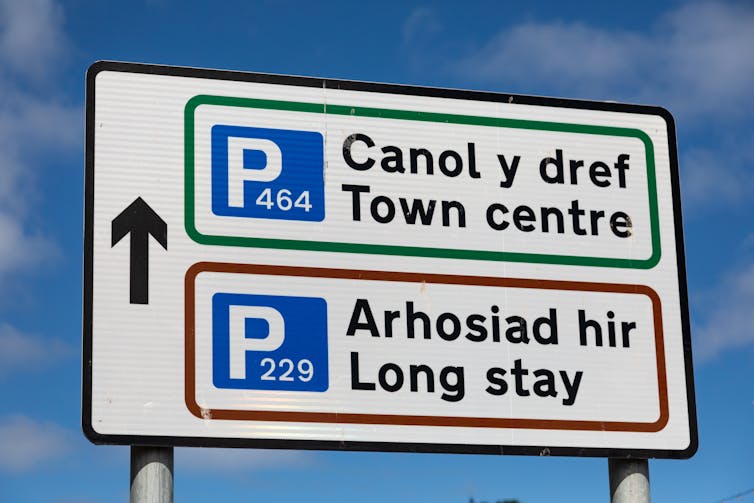 P 464
Canol y dref
Town centre
P 229
Arhosiad hir
Long stay